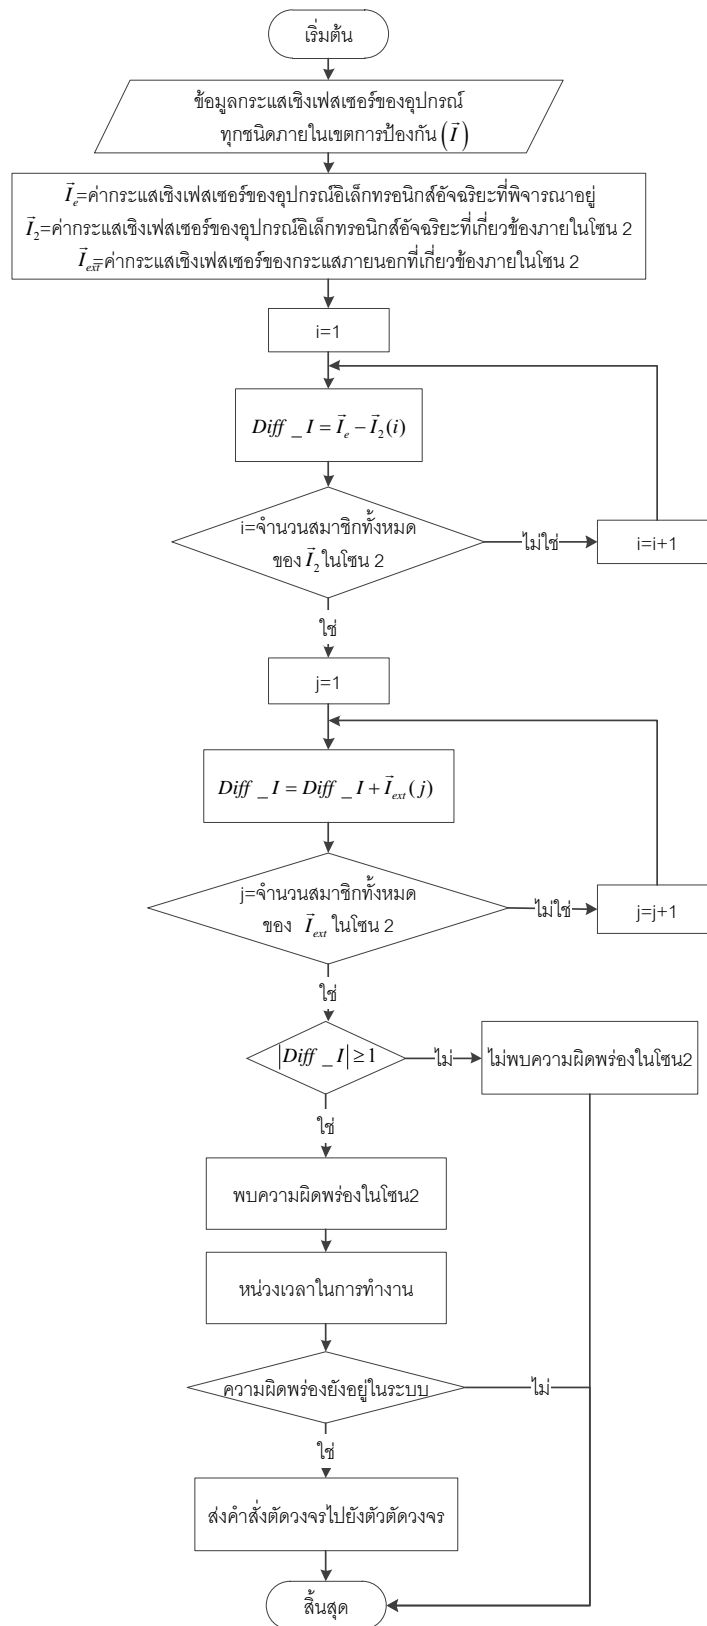 เริ่มต้น
ข้อมูลกระแสเชิงเฟสเซอร์ของอุปกรณ์
ทุกชนิดภายในเขตการป้องกัน (I⃗)
I⃗e=ค่ากระแสเชิงเฟสเซอร์ของอุปกรณ์อิเล็กทรอนิกส์อัจฉริยะที่พิจารณาอยู่
I⃗2=ค่ากระแสเชิงเฟสเซอร์ของอุปกรณ์อิเล็กทรอนิกส์อัจฉริยะที่เกี่ยวข้องภายในโซน 2
I⃗ext=ค่ากระแสเชิงเฟสเซอร์ของกระแสภายนอกที่เกี่ยวข้องภายในโซน 2
i=1
Diff _ I = I⃗e − I⃗2(i)
i=จำนวนสมาชิกทั้งหมด
ของ I⃗2 ในโซน 2
ไม่ใช่
i=i+1
ใช่
j=1
Diff _ I = Diff _ I + I⃗ext(j)
j=จำนวนสมาชิกทั้งหมด
ของ I⃗ext ในโซน 2
ไม่ใช่
j=j+1
ใช่
|Diff _ I| ≥ 1
ไม่
ไม่พบความผิดพร่องในโซน2
ใช่
พบความผิดพร่องในโซน2
หน่วงเวลาในการทำงาน
ความผิดพร่องยังอยู่ในระบบ
ไม่
ใช่
ส่งคำสั่งตัดวงจรไปยังตัวตัดวงจร
สิ้นสุด